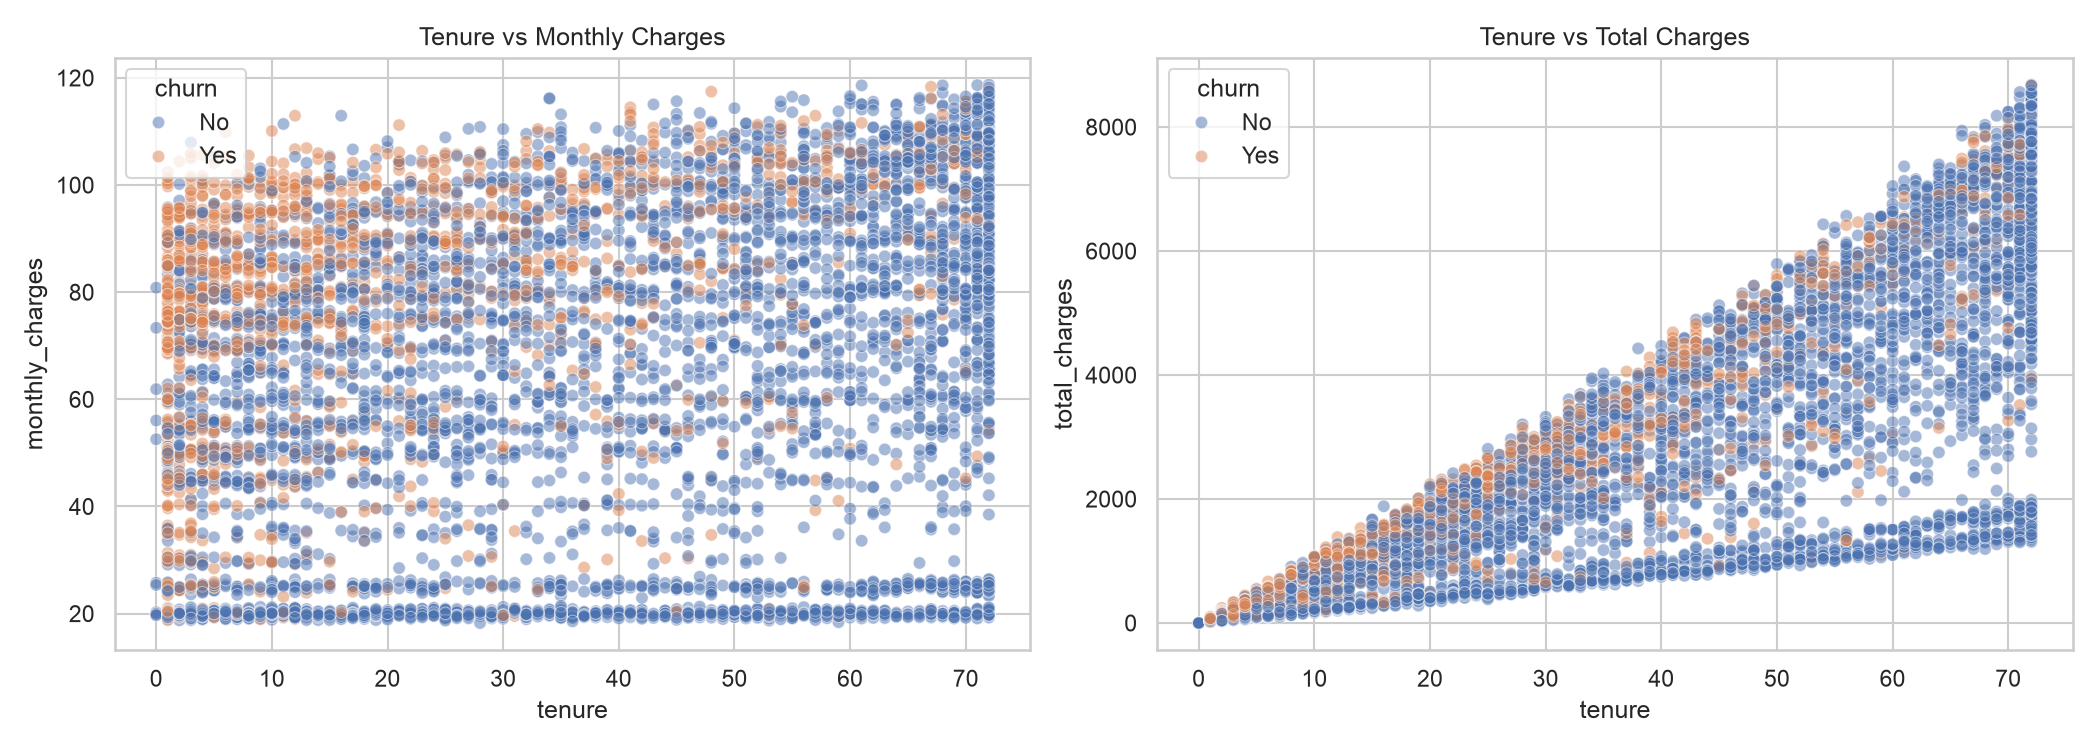 Tenure vs Monthly Charges
churn
No
Yes
monthly_charges
120
100
80
60
40
20
0 10 20 30 40 50 60 70
tenure
Tenure vs Total Charges
churn
No
Yes
total_charges
8000
6000
4000
2000
0
0 10 20 30 40 50 60 70
tenure